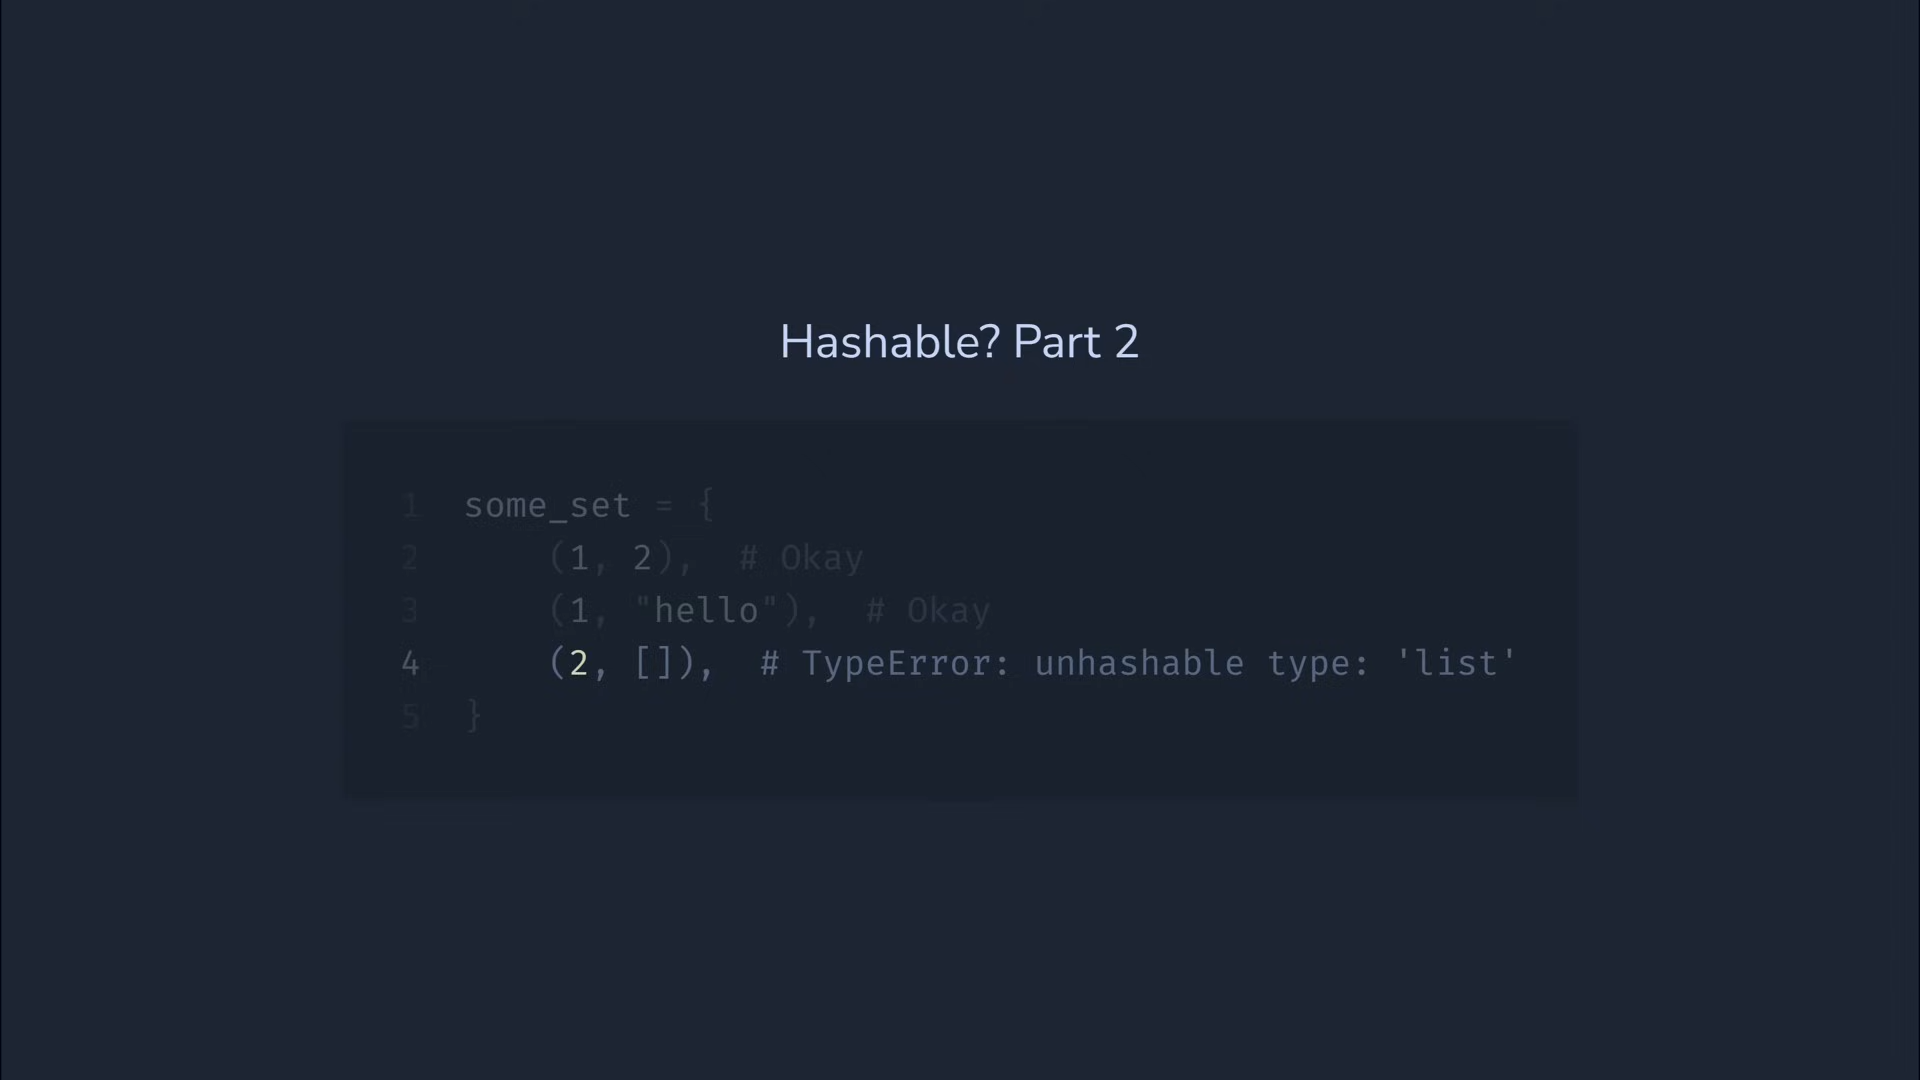 Hashable? Part 2
1 some_set = {
2 (1, 2), # Okay
3 (1, "hello"), # Okay
4 (2, []), # TypeError: unhashable type: 'list'
5 }